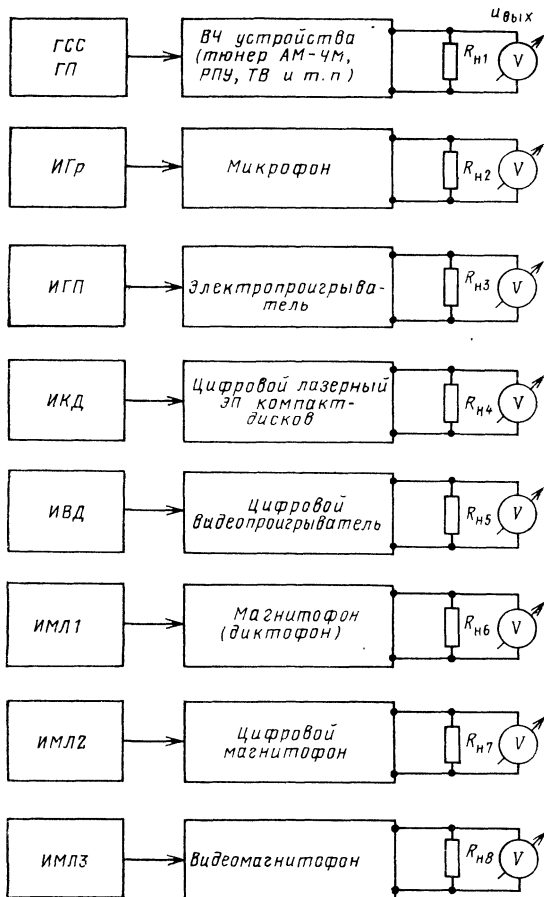 uвых
ГСС
ГП
ВЧ устройства
(тюнер АМ-ЧМ,
РПУ, ТВ и т.п)
Rн1
V
ИГр
Микрофон
Rн2
V
ИГП
Электропроигрыва-
тель
Rн3
V
ИКД
Цифровой лазерный
ЭП компакт-
дисков
Rн4
V
ИВД
Цифровой
видеопроигрыватель
Rн5
V
ИМЛ1
Магнитофон
(диктофон)
Rн6
V
ИМЛ2
Цифровой
магнитофон
Rн7
V
ИМЛ3
Видеомагнитофон
Rн8
V